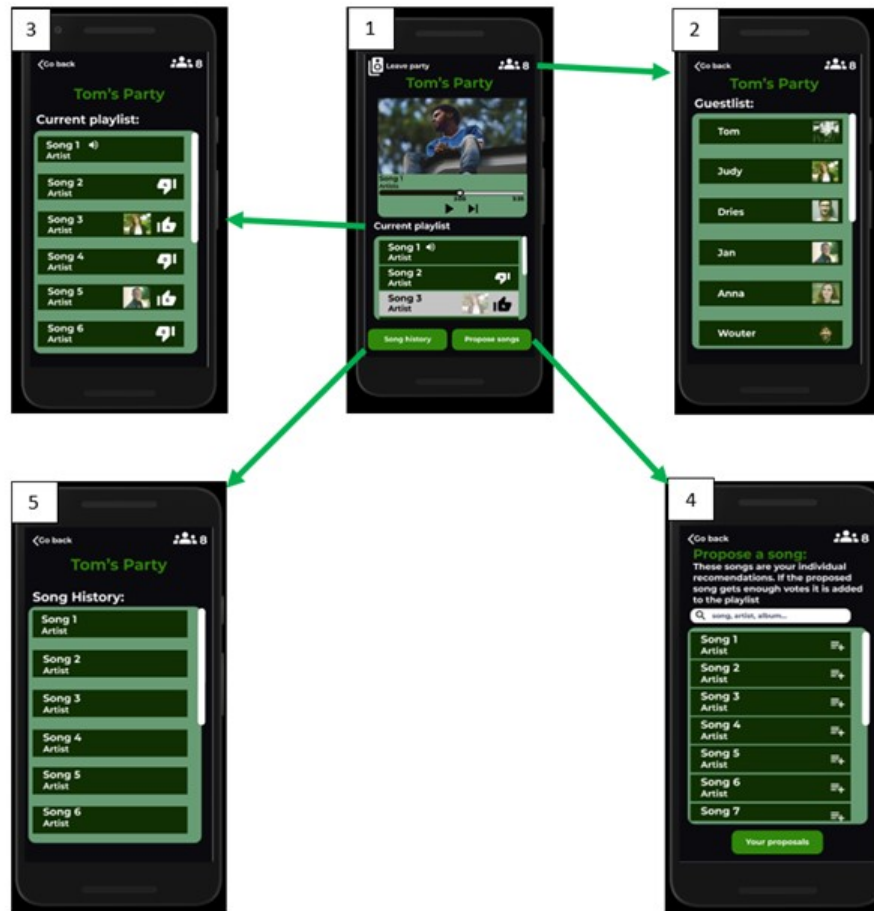 3
Go back
8
Tom's Party
Current playlist:
Song 1
Artist
Song 2
Artist
Song 3
Artist
Song 4
Artist
Song 5
Artist
Song 6
Artist
1
Leave party
8
Tom's Party
Song 1
Artists
Current playlist
Song 1
Artist
Song 2
Artist
Song 3
Artist
Song history
Propose songs
2
Go back
8
Tom's Party
Guestlist:
Tom
Judy
Dries
Jan
Anna
Wouter
5
Go back
8
Tom's Party
Song History:
Song 1
Artist
Song 2
Artist
Song 3
Artist
Song 4
Artist
Song 5
Artist
Song 6
Artist
4
Go back
8
Propose a song:
These songs are your individual
recomendations. If the proposed
song gets enough votes it is added
to the playlist
song, artist, album...
Song 1
Artist
Song 2
Artist
Song 3
Artist
Song 4
Artist
Song 5
Artist
Song 6
Artist
Song 7
Your proposals